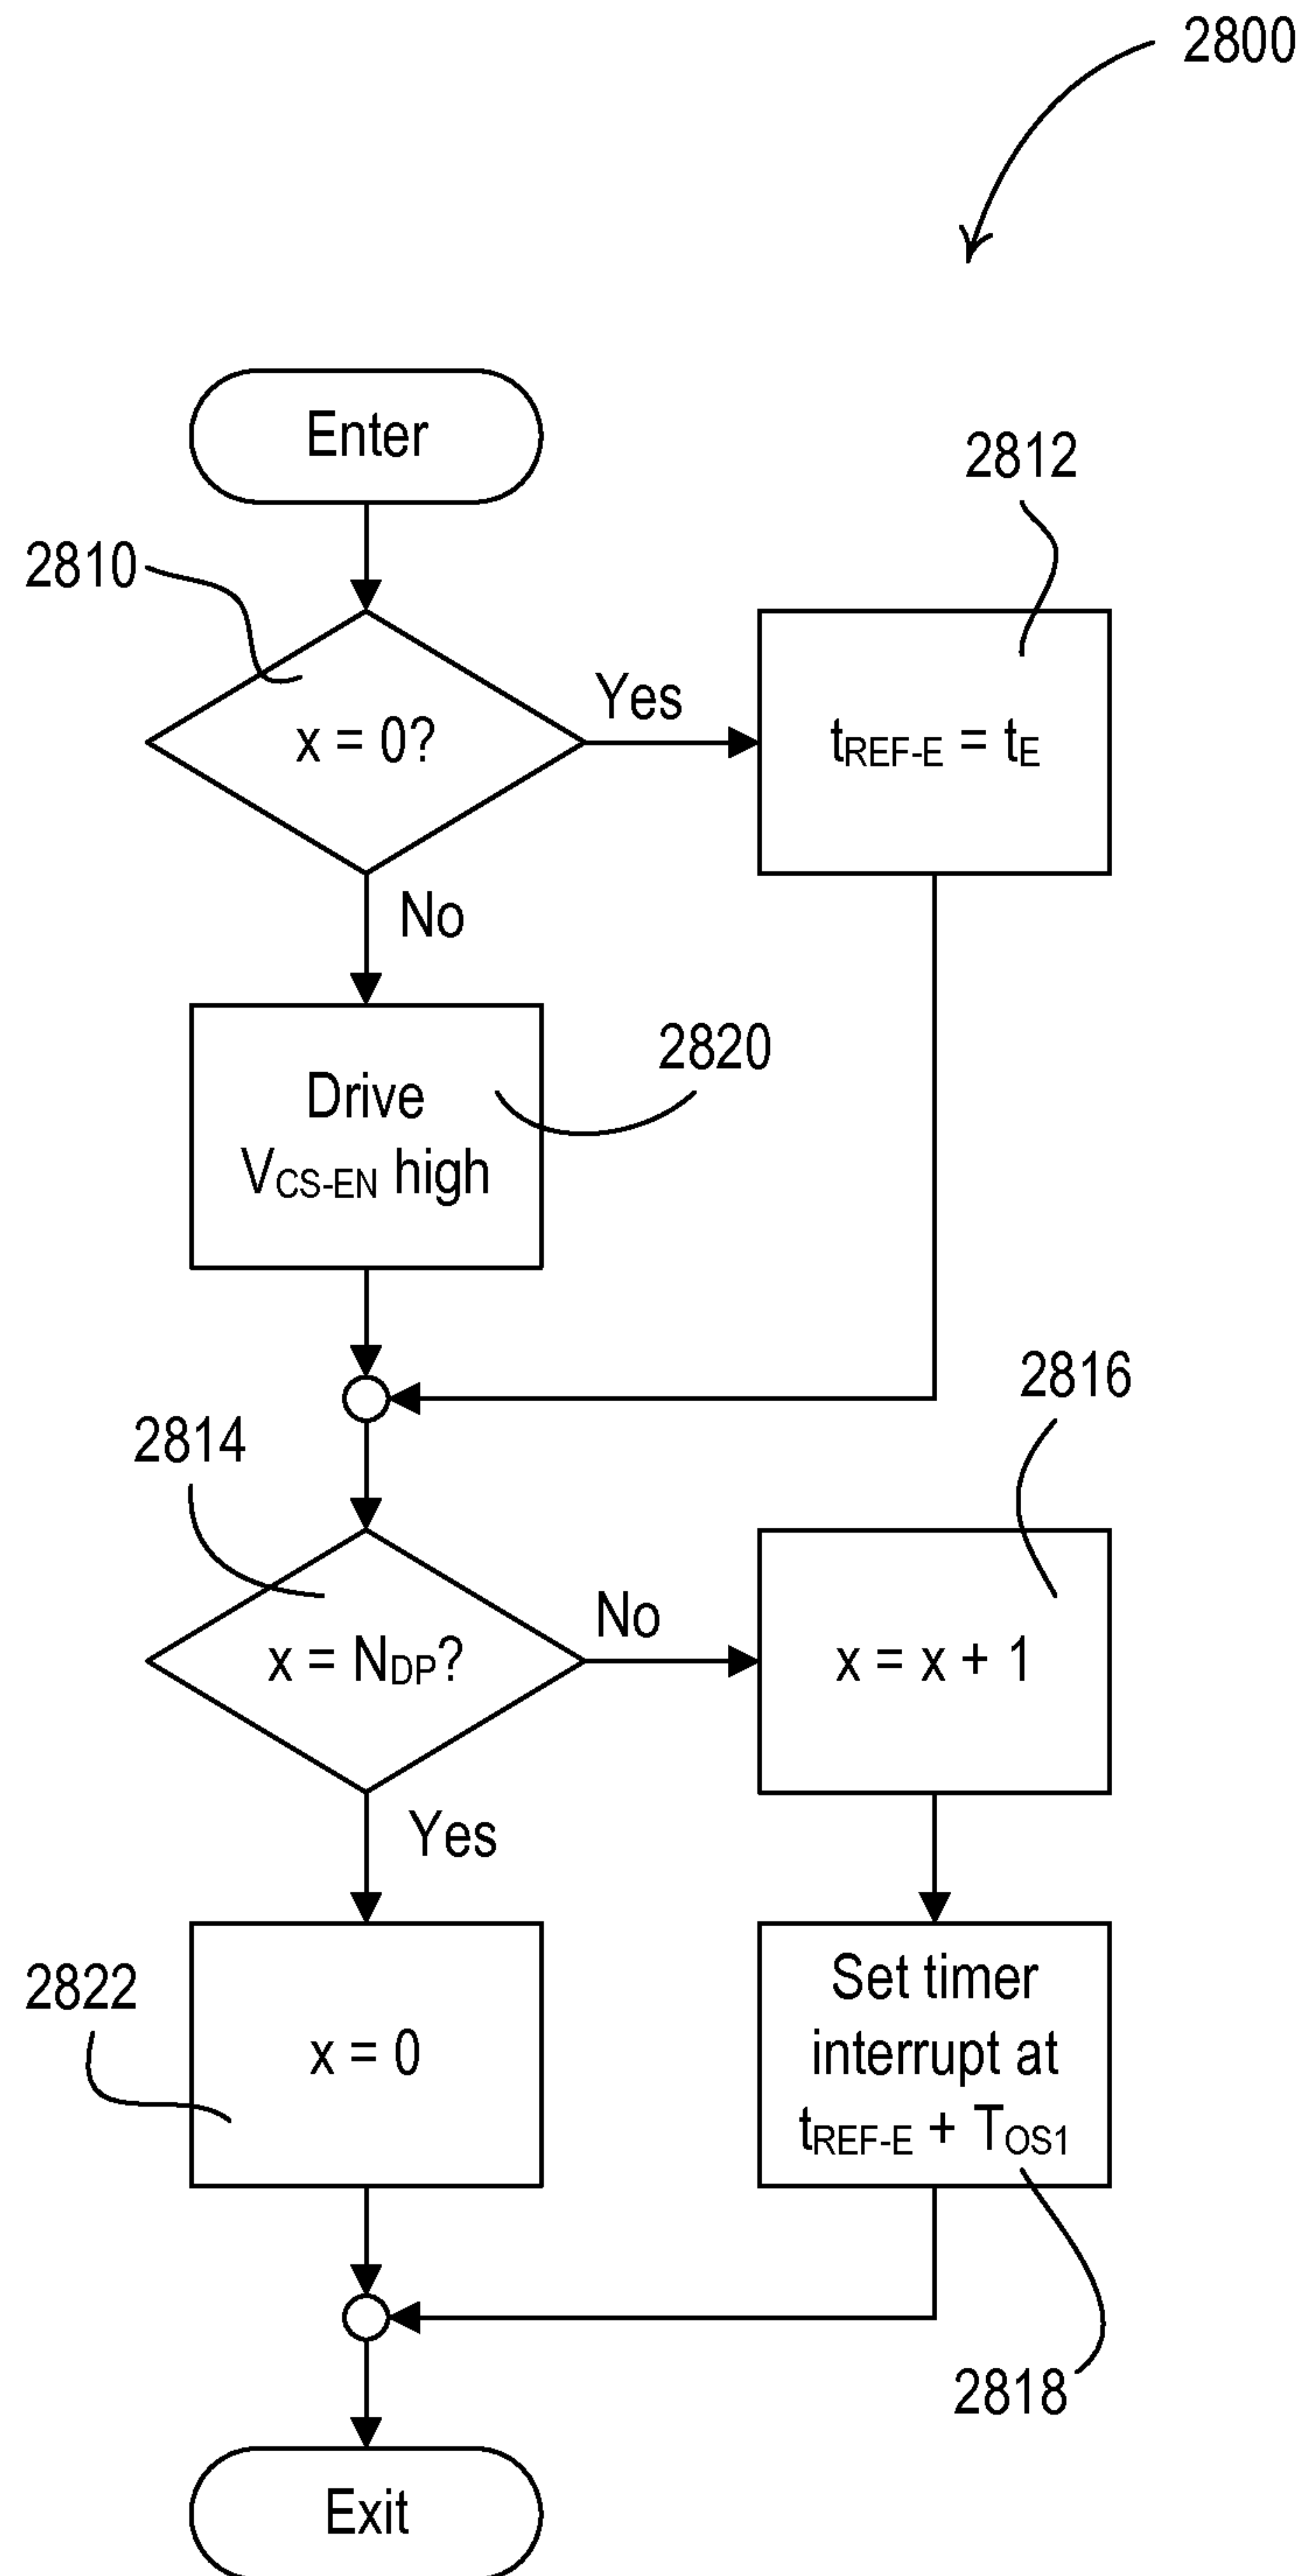 2800
Enter
2812
2810
Yes
x = 0?
tREF-E = tE
No
2820
Drive
VCS-EN high
2816
2814
No
x = NDP?
x = x + 1
Yes
Set timer
interrupt at
tREF-E + TOS1
2822
x = 0
2818
Exit